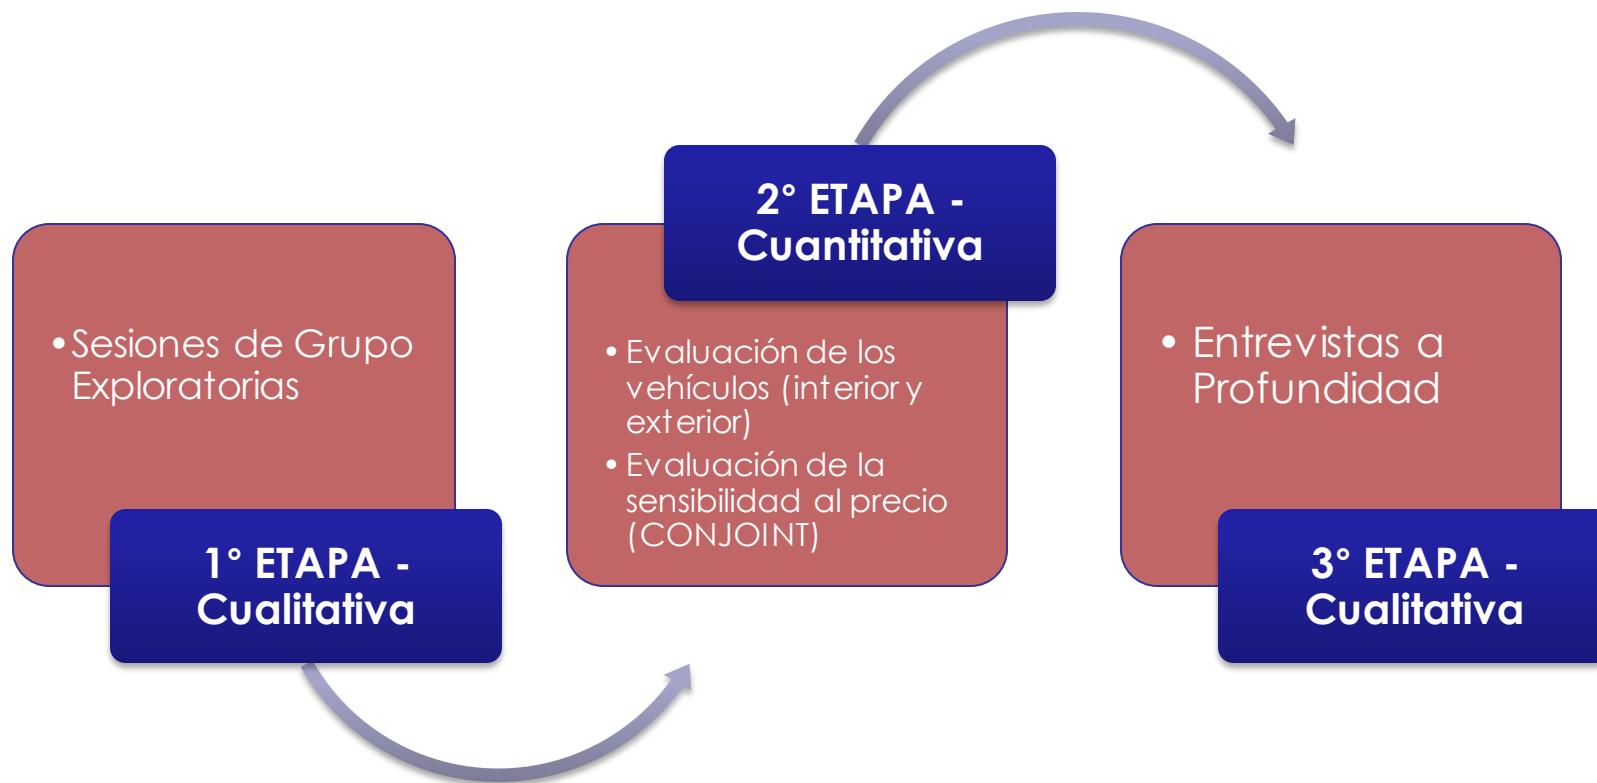 • Sesiones de Grupo
Exploratorias
1° ETAPA -
Cualitativa
2° ETAPA -
Cuantitativa
• Evaluación de los
vehículos (interior y
exterior)
• Evaluación de la
sensibilidad al precio
(CONJOINT)
• Entrevistas a
Profundidad
3° ETAPA -
Cualitativa